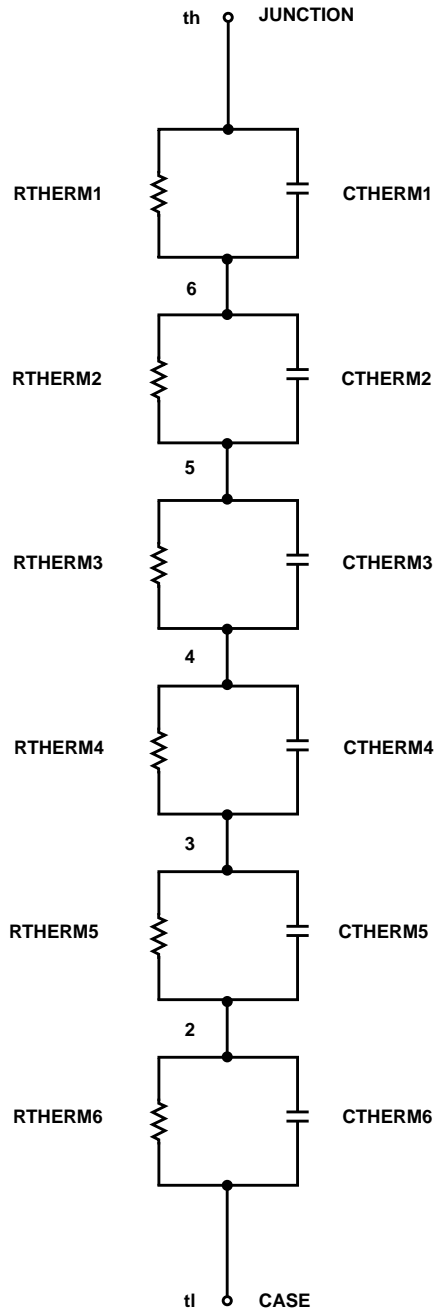 th JUNCTION
RTHERM1 CTHERM1
6
RTHERM2 CTHERM2
5
RTHERM3 CTHERM3
4
RTHERM4 CTHERM4
3
RTHERM5 CTHERM5
2
RTHERM6 CTHERM6
tl CASE